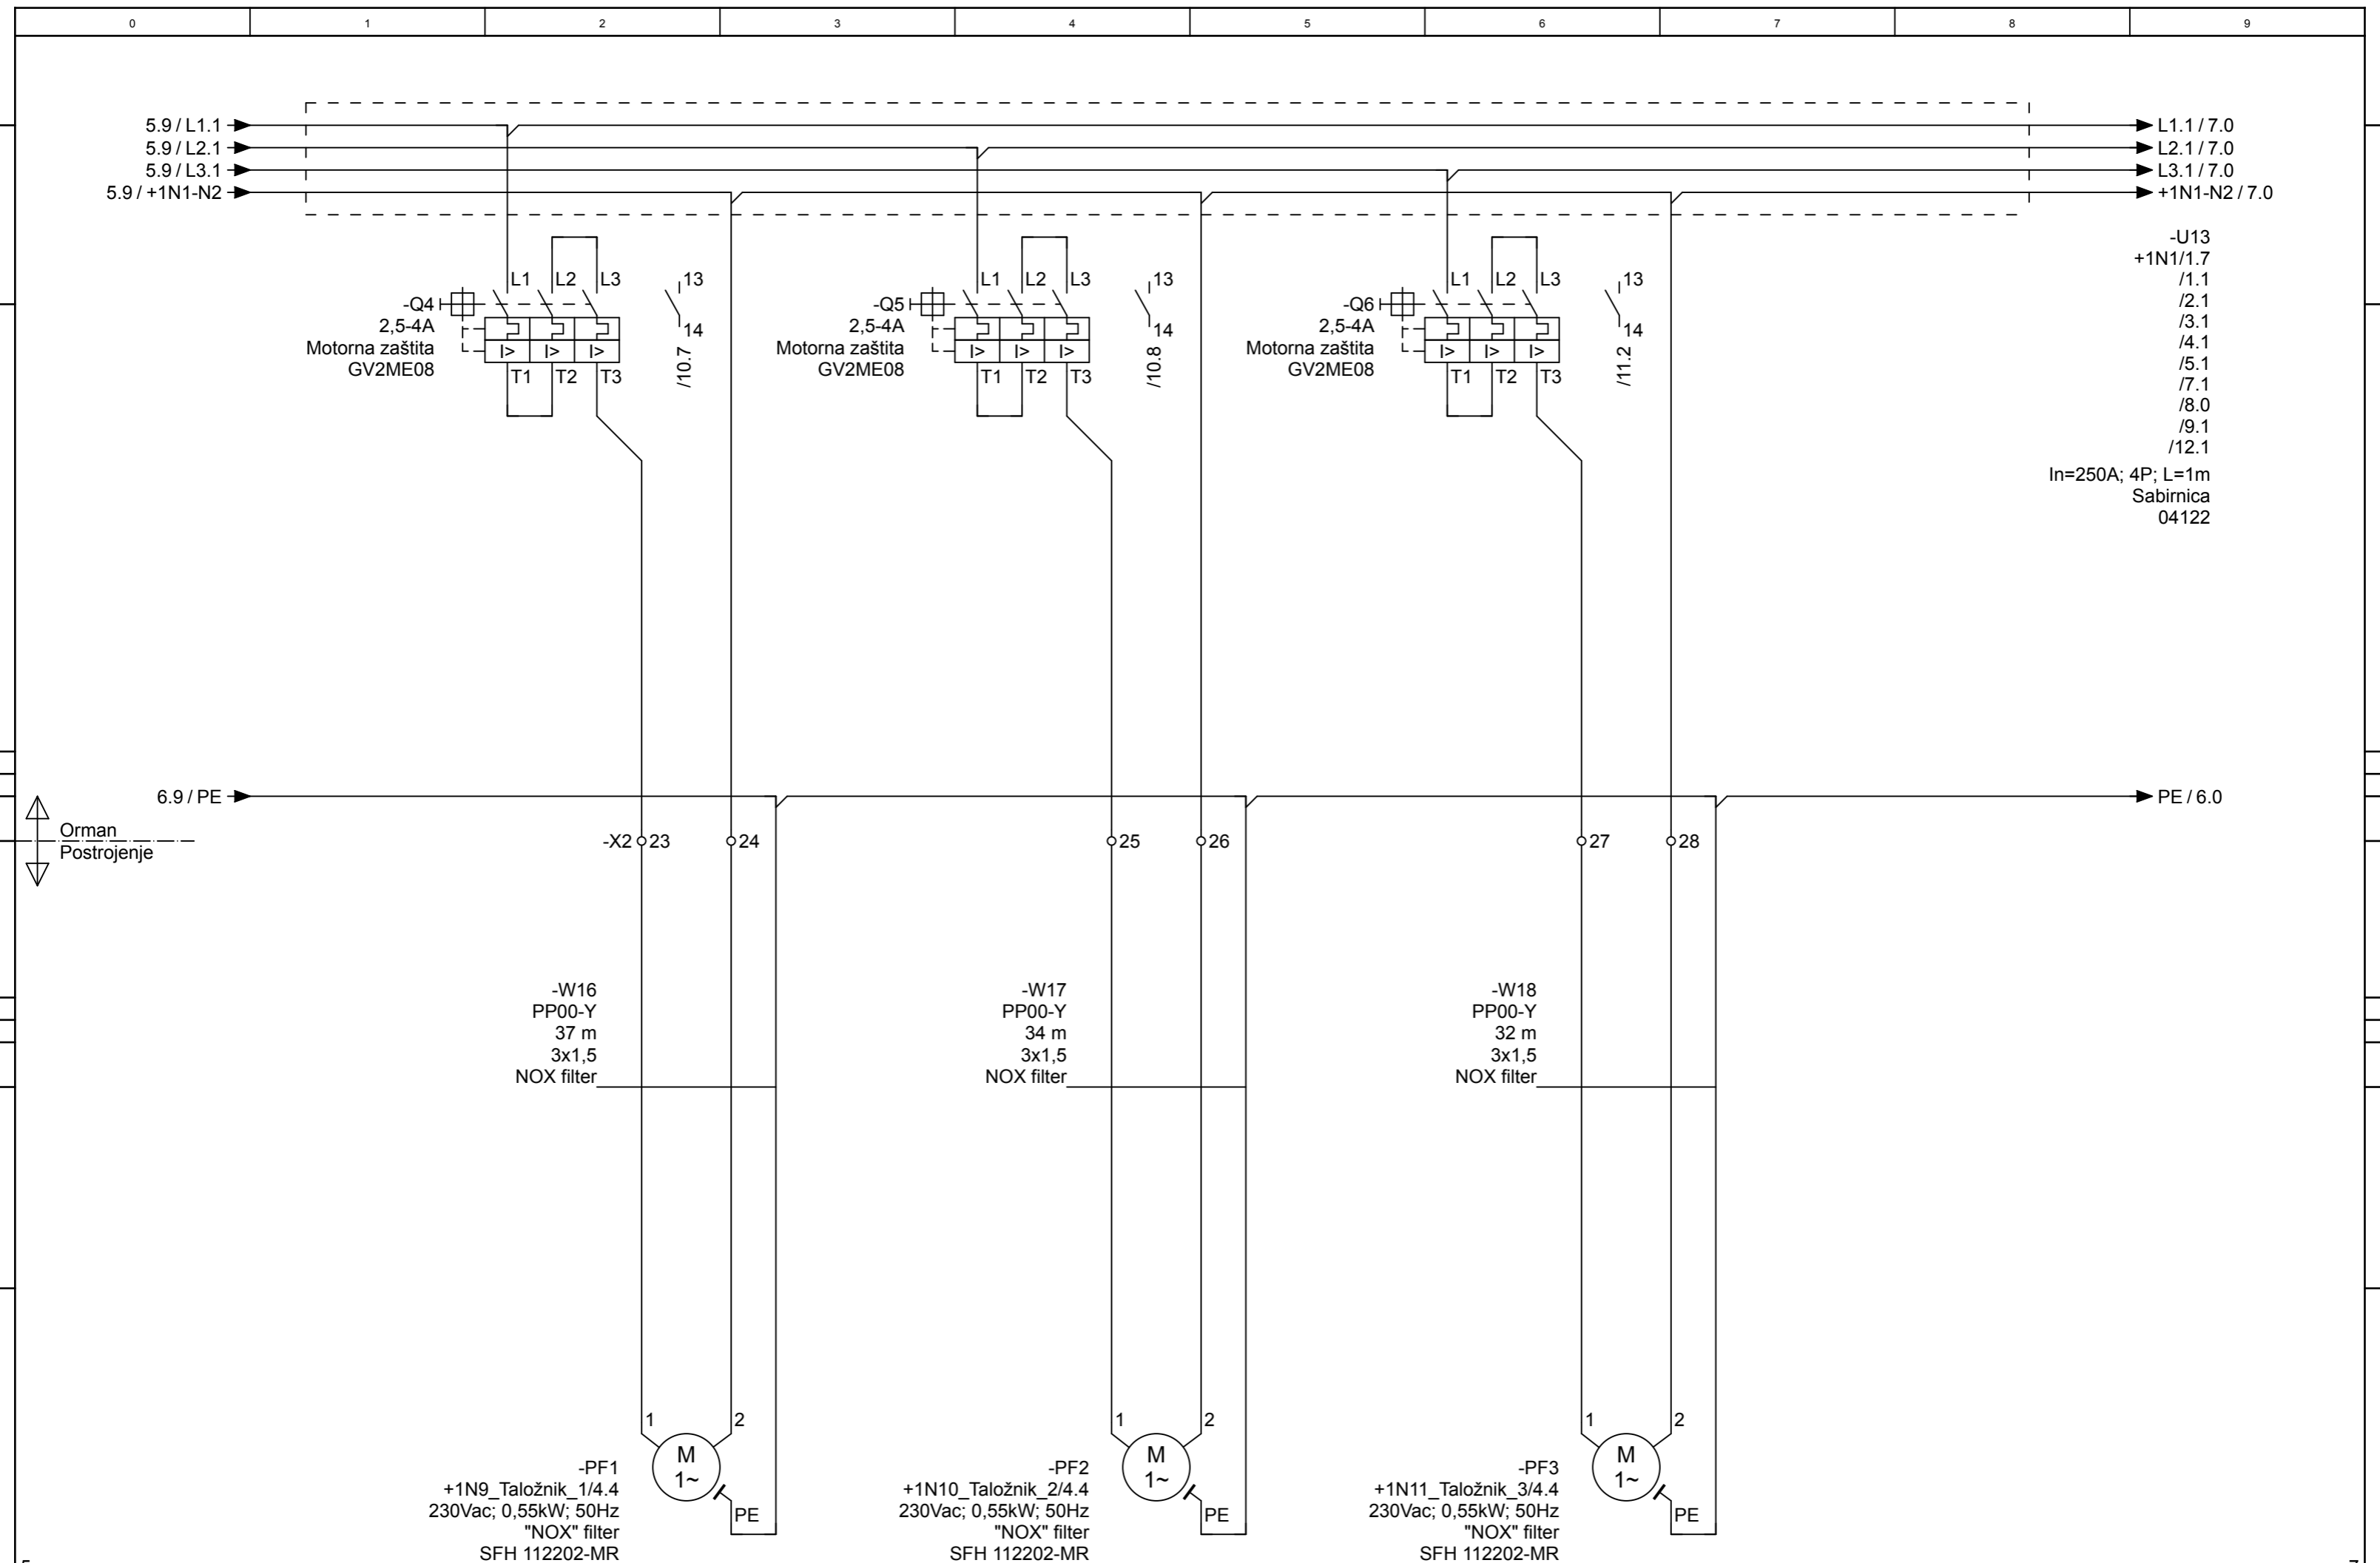 0 1 2 3 4 5 6 7 8 9
5.9 / L1.1
5.9 / L2.1
5.9 / L3.1
5.9 / +1N1-N2
L1.1 / 7.0
L2.1 / 7.0
L3.1 / 7.0
+1N1-N2 / 7.0
-U13
+1N1/1.7
/1.1
/2.1
/3.1
/4.1
/5.1
/7.1
/8.0
/9.1
/12.1
In=250A; 4P; L=1m
Sabirnica
04122
-Q4
2,5-4A
Motorna zaštita
GV2ME08
L1 L2 L3
I> I> I>
T1 T2 T3
13
14
/10.7
-Q5
2,5-4A
Motorna zaštita
GV2ME08
L1 L2 L3
I> I> I>
T1 T2 T3
13
14
/10.8
-Q6
2,5-4A
Motorna zaštita
GV2ME08
L1 L2 L3
I> I> I>
T1 T2 T3
13
14
/11.2
6.9 / PE
PE / 6.0
Orman
Postrojenje
-X2 23 24 25 26 27 28
-W16
PP00-Y
37 m
3x1,5
NOX filter
-W17
PP00-Y
34 m
3x1,5
NOX filter
-W18
PP00-Y
32 m
3x1,5
NOX filter
1 2
M
1~
PE
-PF1
+1N9_Taložnik_1/4.4
230Vac; 0,55kW; 50Hz
"NOX" filter
SFH 112202-MR
1 2
M
1~
PE
-PF2
+1N10_Taložnik_2/4.4
230Vac; 0,55kW; 50Hz
"NOX" filter
SFH 112202-MR
1 2
M
1~
PE
-PF3
+1N11_Taložnik_3/4.4
230Vac; 0,55kW; 50Hz
"NOX" filter
SFH 112202-MR